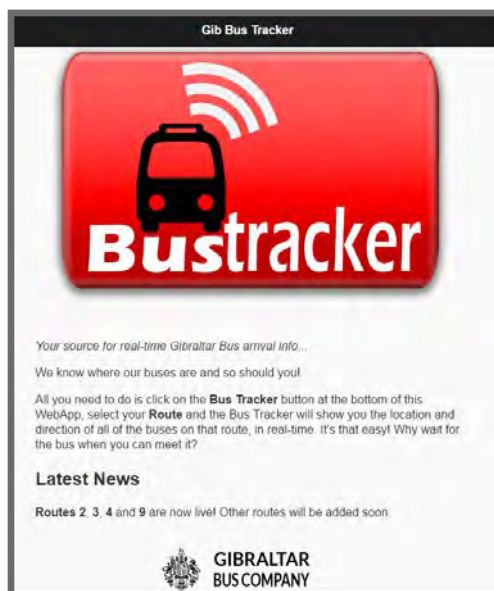 Gib Bus Tracker
Bustracker
Your source for real-time Gibraltar Bus arrival info...
We know where our buses are and so should you!
All you need to do is click on the Bus Tracker button at the bottom of this
WebApp, select your Route and the Bus Tracker will show you the location and
direction of all of the buses on that route, in real-time. It's that easy! Why wait for
the bus when you can meet it?
Latest News
Routes 2, 3, 4 and 9 are now live! Other routes will be added soon.
GIBRALTAR
BUS COMPANY